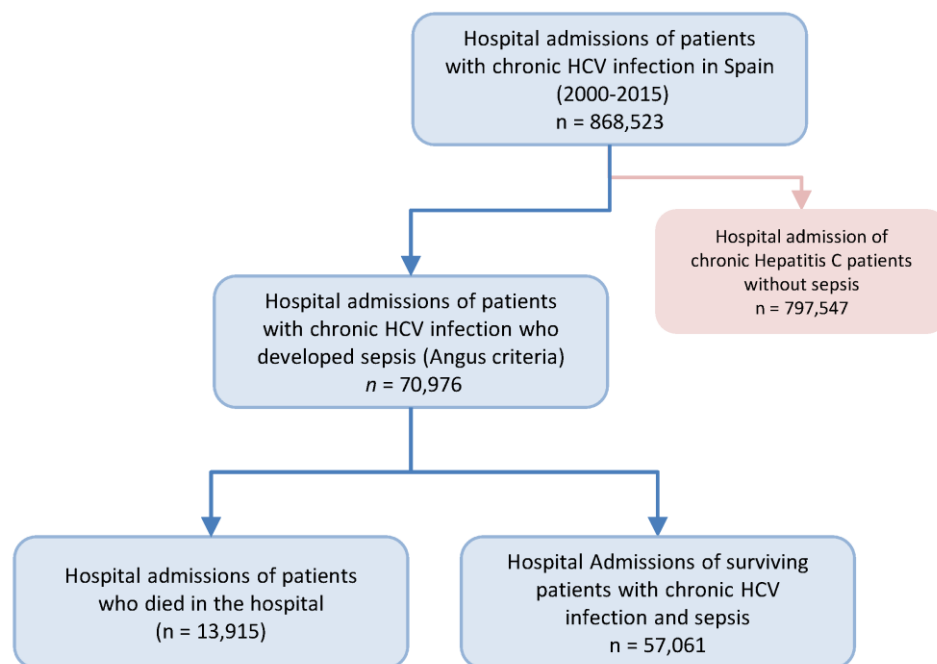 Hospital admissions of patients
with chronic HCV infection in Spain
(2000-2015)
n = 868,523
Hospital admission of
chronic Hepatitis C patients
without sepsis
n = 797,547
Hospital admissions of patients
with chronic HCV infection who
developed sepsis (Angus criteria)
n = 70,976
Hospital admissions of patients
who died in the hospital
(n = 13,915)
Hospital Admissions of surviving
patients with chronic HCV
infection and sepsis
n = 57,061